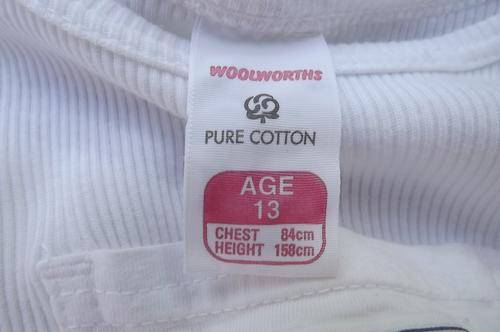 WOOLWORTHS
PURE COTTON
AGE
13
CHEST 84cm
HEIGHT 158cm